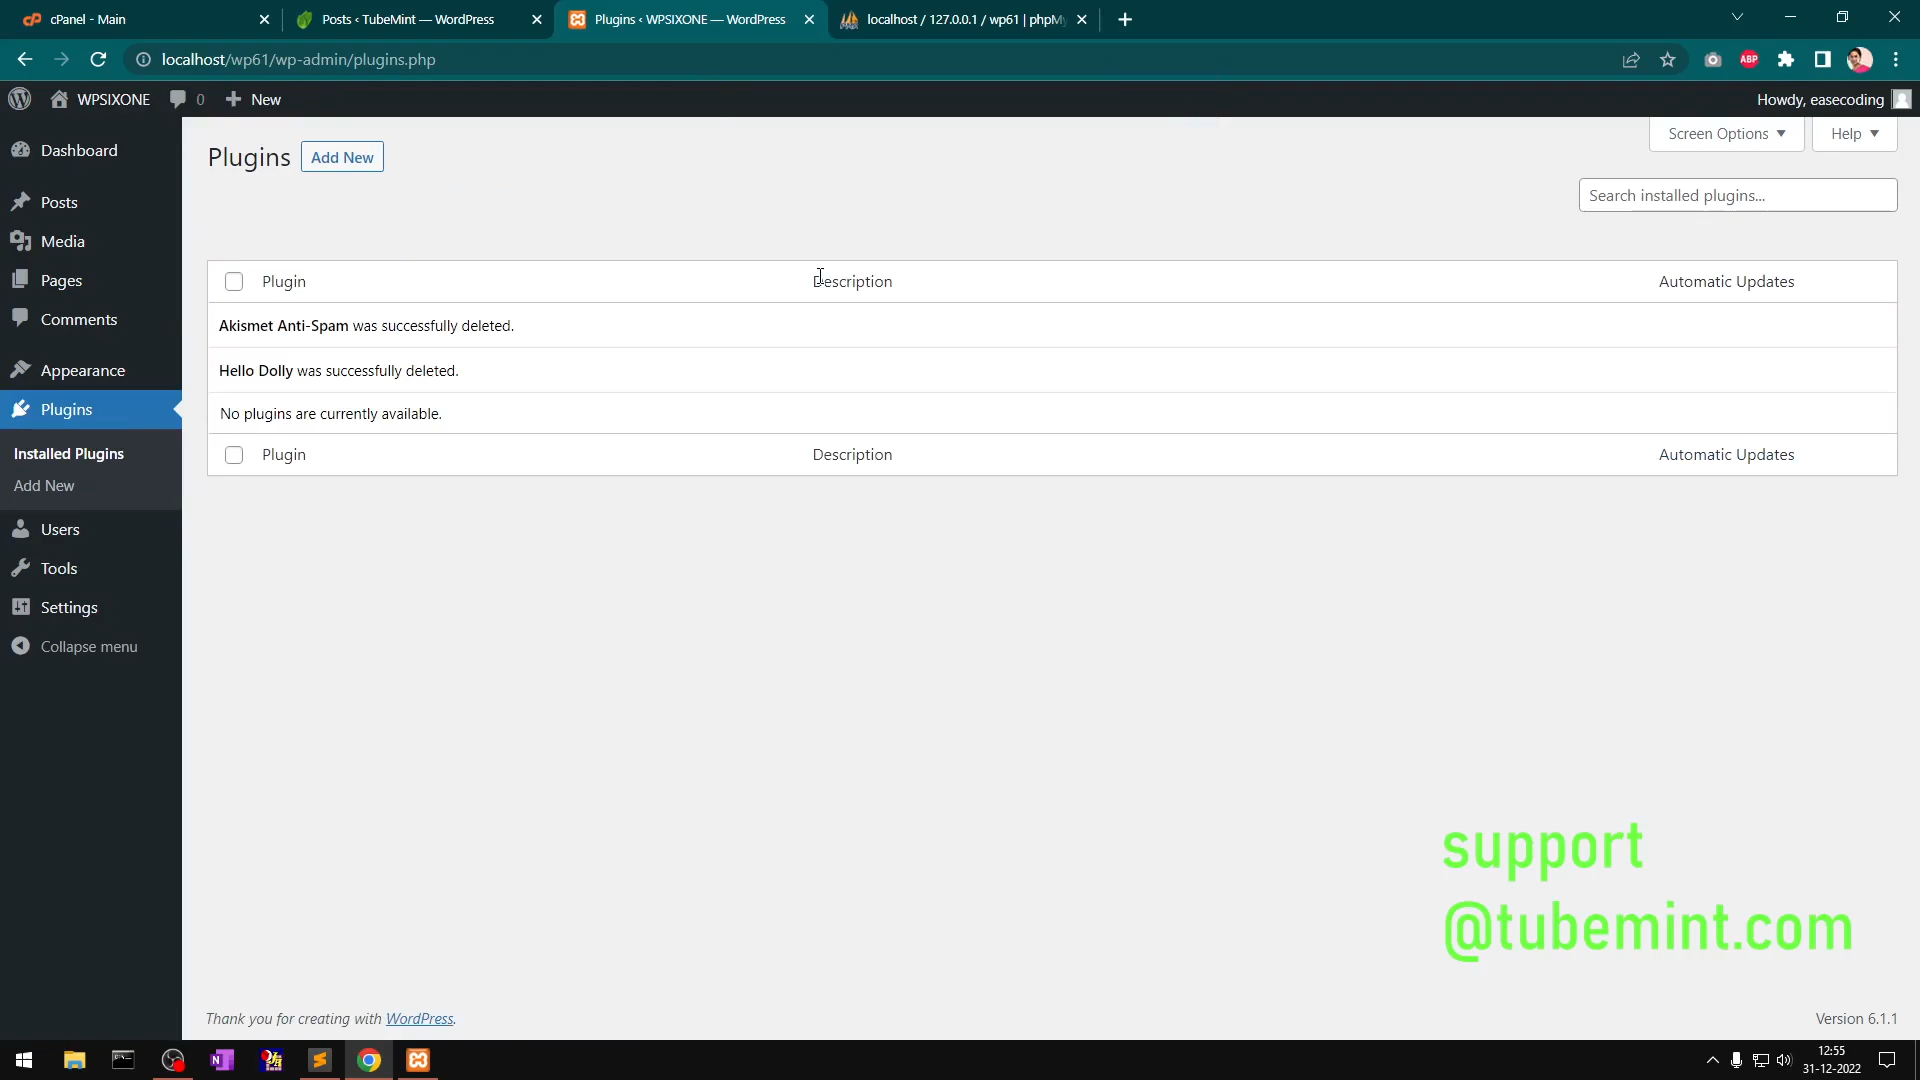 cPanel - Main
Posts ‹ TubeMint — WordPress
Plugins ‹ WPSIXONE — WordPress
localhost / 127.0.0.1 / wp61 | phpMy
localhost/wp61/wp-admin/plugins.php
ABP
WPSIXONE
0
New
Howdy, easecoding
Dashboard
Posts
Media
Pages
Comments
Appearance
Plugins
Installed Plugins
Add New
Users
Tools
Settings
Collapse menu
Screen Options
Help
Plugins
Add New
Search installed plugins...
Plugin Description Automatic Updates
Akismet Anti-Spam was successfully deleted.
Hello Dolly was successfully deleted.
No plugins are currently available.
Plugin Description Automatic Updates
support
@tubemint.com
Thank you for creating with WordPress.
Version 6.1.1
12:55
31-12-2022